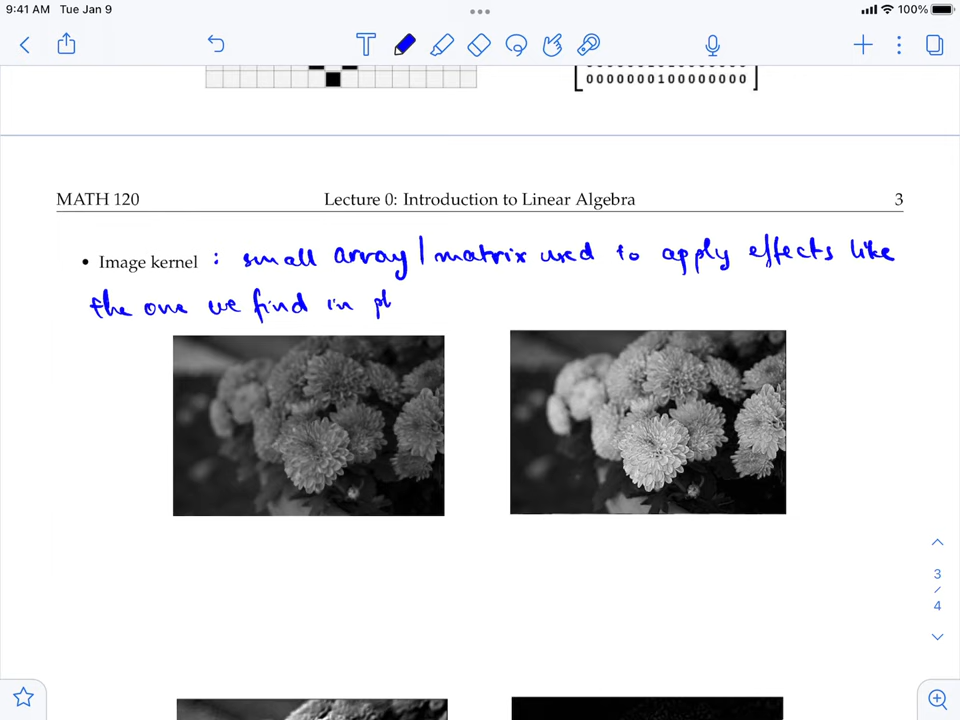 9:41 AM Tue Jan 9
100%
0000000100000000
MATH 120 Lecture 0: Introduction to Linear Algebra 3
• Image kernel : small array/matrix used to apply effects like
the one we find in ph
3
/
4